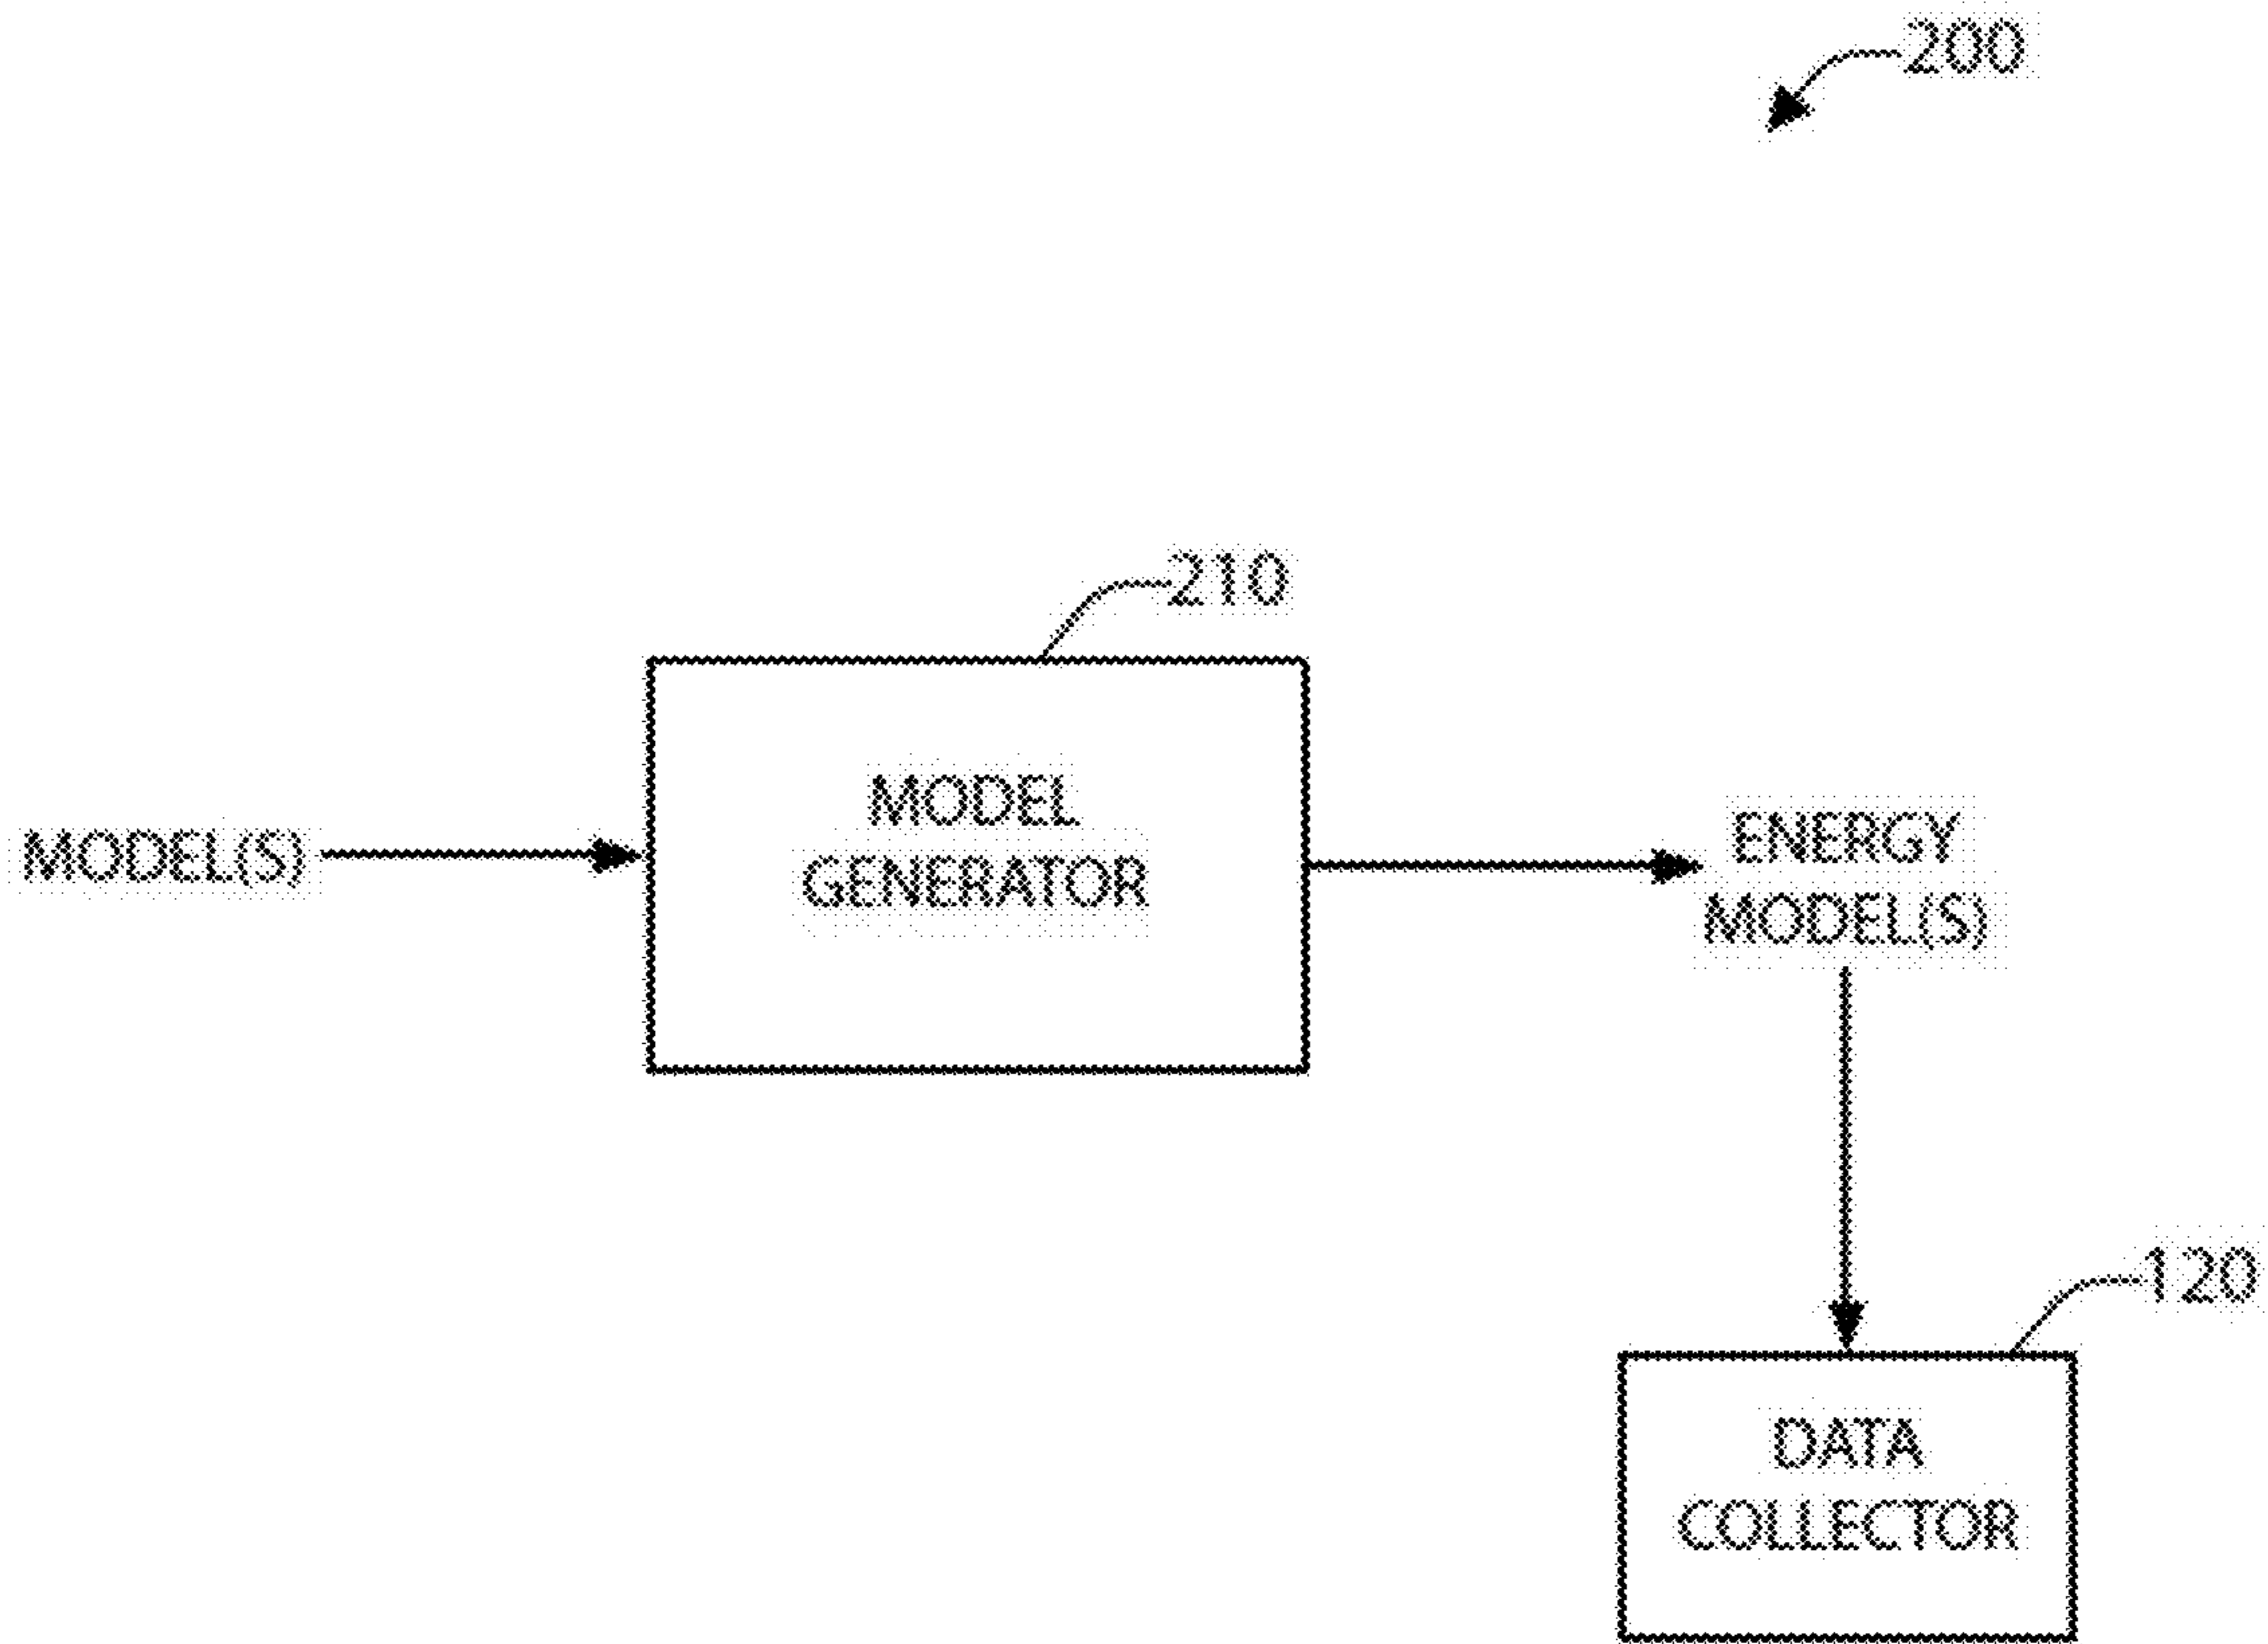 200
210
MODEL
GENERATOR
MODEL(S)
ENERGY
MODEL(S)
120
DATA
COLLECTOR